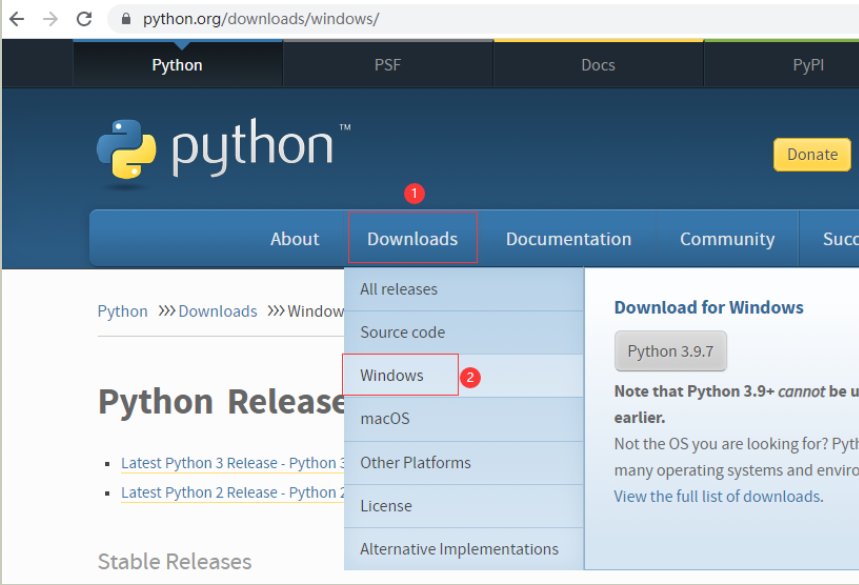 python.org/downloads/windows/
Python PSF Docs PyPI
python™
Donate
1
About Downloads Documentation Community Succ
All releases
Download for Windows
Python »» Downloads »» Window
Source code
Python 3.9.7
Windows
2
Note that Python 3.9+ cannot be u
Python Release
earlier.
macOS
Not the OS you are looking for? Pyth
Latest Python 3 Release - Python 3
Other Platforms
many operating systems and enviro
Latest Python 2 Release - Python 2
View the full list of downloads.
License
Alternative Implementations
Stable Releases